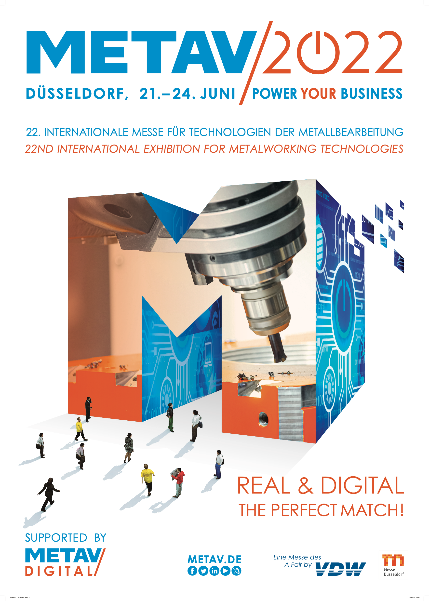 METAV/2022
DÜSSELDORF, 21.–24. JUNI / POWER YOUR BUSINESS
22. INTERNATIONALE MESSE FÜR TECHNOLOGIEN DER METALLBEARBEITUNG
22ND INTERNATIONAL EXHIBITION FOR METALWORKING TECHNOLOGIES
REAL & DIGITAL
THE PERFECT MATCH!
SUPPORTED BY
METAV/
DIGITAL/
METAV.DE
Eine Messe des
A Fair by VDW
Messe
Düsseldorf